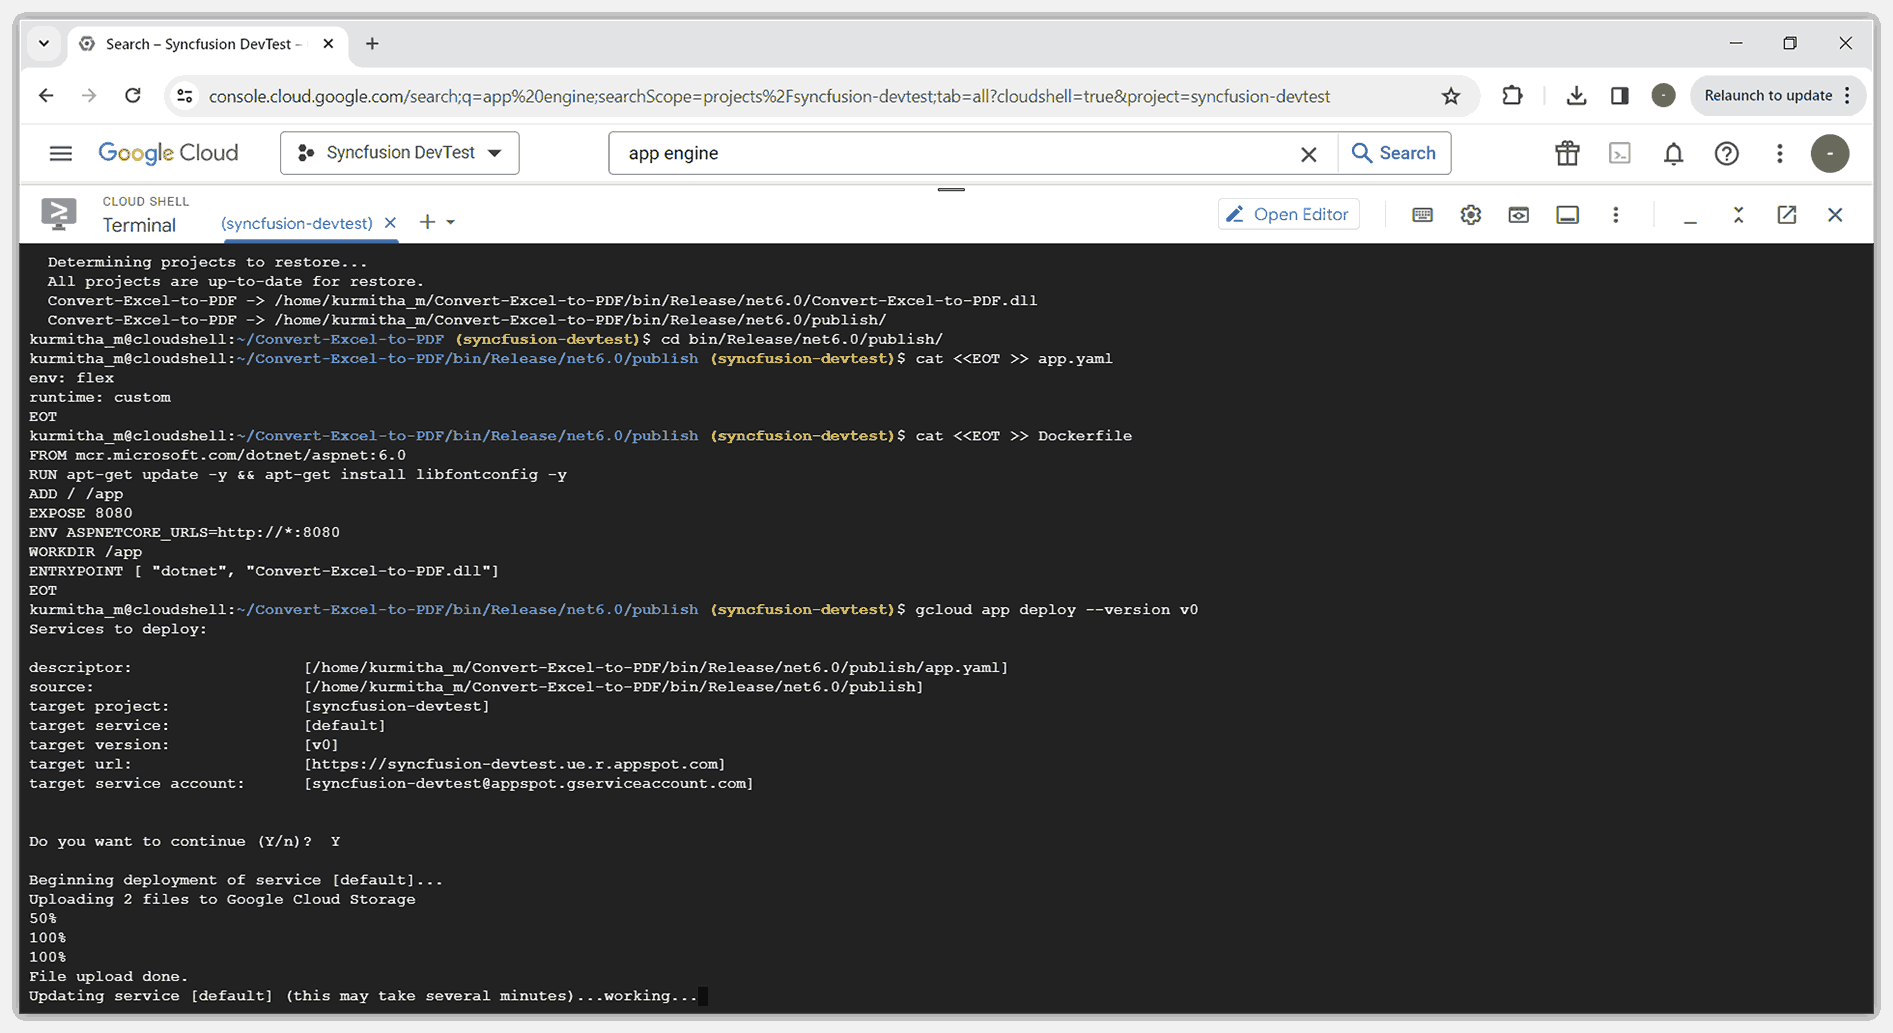 Search – Syncfusion DevTest –
console.cloud.google.com/search;q=app%20engine;searchScope=projects%2Fsyncfusion-devtest;tab=all?cloudshell=true&project=syncfusion-devtest
Relaunch to update
Google Cloud
Syncfusion DevTest
app engine
Search
CLOUD SHELL
Terminal
(syncfusion-devtest)
Open Editor
Determining projects to restore...
All projects are up-to-date for restore.
Convert-Excel-to-PDF -> /home/kurmitha_m/Convert-Excel-to-PDF/bin/Release/net6.0/Convert-Excel-to-PDF.dll
Convert-Excel-to-PDF -> /home/kurmitha_m/Convert-Excel-to-PDF/bin/Release/net6.0/publish/
kurmitha_m@cloudshell:~/Convert-Excel-to-PDF (syncfusion-devtest)$ cd bin/Release/net6.0/publish/
kurmitha_m@cloudshell:~/Convert-Excel-to-PDF/bin/Release/net6.0/publish (syncfusion-devtest)$ cat <<EOT >> app.yaml
env: flex
runtime: custom
EOT
kurmitha_m@cloudshell:~/Convert-Excel-to-PDF/bin/Release/net6.0/publish (syncfusion-devtest)$ cat <<EOT >> Dockerfile
FROM mcr.microsoft.com/dotnet/aspnet:6.0
RUN apt-get update -y && apt-get install libfontconfig -y
ADD / /app
EXPOSE 8080
ENV ASPNETCORE_URLS=http://*:8080
WORKDIR /app
ENTRYPOINT [ "dotnet", "Convert-Excel-to-PDF.dll"]
EOT
kurmitha_m@cloudshell:~/Convert-Excel-to-PDF/bin/Release/net6.0/publish (syncfusion-devtest)$ gcloud app deploy --version v0
Services to deploy:
descriptor: [/home/kurmitha_m/Convert-Excel-to-PDF/bin/Release/net6.0/publish/app.yaml]
source: [/home/kurmitha_m/Convert-Excel-to-PDF/bin/Release/net6.0/publish]
target project: [syncfusion-devtest]
target service: [default]
target version: [v0]
target url: [https://syncfusion-devtest.ue.r.appspot.com]
target service account: [syncfusion-devtest@appspot.gserviceaccount.com]
Do you want to continue (Y/n)? Y
Beginning deployment of service [default]...
Uploading 2 files to Google Cloud Storage
50%
100%
100%
File upload done.
Updating service [default] (this may take several minutes)...working...